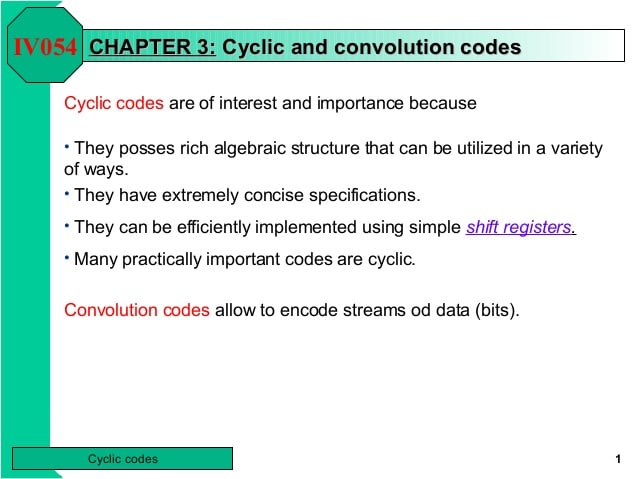 IV054 CHAPTER 3: Cyclic and convolution codes
Cyclic codes are of interest and importance because
• They posses rich algebraic structure that can be utilized in a variety
of ways.
• They have extremely concise specifications.
• They can be efficiently implemented using simple shift registers.
• Many practically important codes are cyclic.
Convolution codes allow to encode streams od data (bits).
Cyclic codes 1